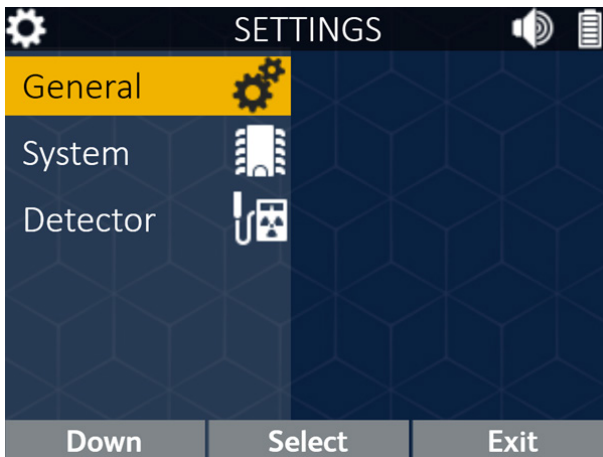 SETTINGS
General
System
Detector
Down Select Exit